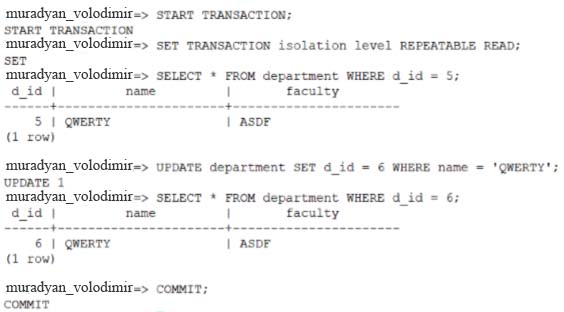 muradyan_volodimir=> START TRANSACTION;
START TRANSACTION
muradyan_volodimir=> SET TRANSACTION isolation level REPEATABLE READ;
SET
muradyan_volodimir=> SELECT * FROM department WHERE d_id = 5;
 d_id |          name          |        faculty
------+------------------------+------------------------
    5 | QWERTY                 | ASDF
(1 row)
muradyan_volodimir=> UPDATE department SET d_id = 6 WHERE name = 'QWERTY';
UPDATE 1
muradyan_volodimir=> SELECT * FROM department WHERE d_id = 6;
 d_id |          name          |        faculty
------+------------------------+------------------------
    6 | QWERTY                 | ASDF
(1 row)
muradyan_volodimir=> COMMIT;
COMMIT